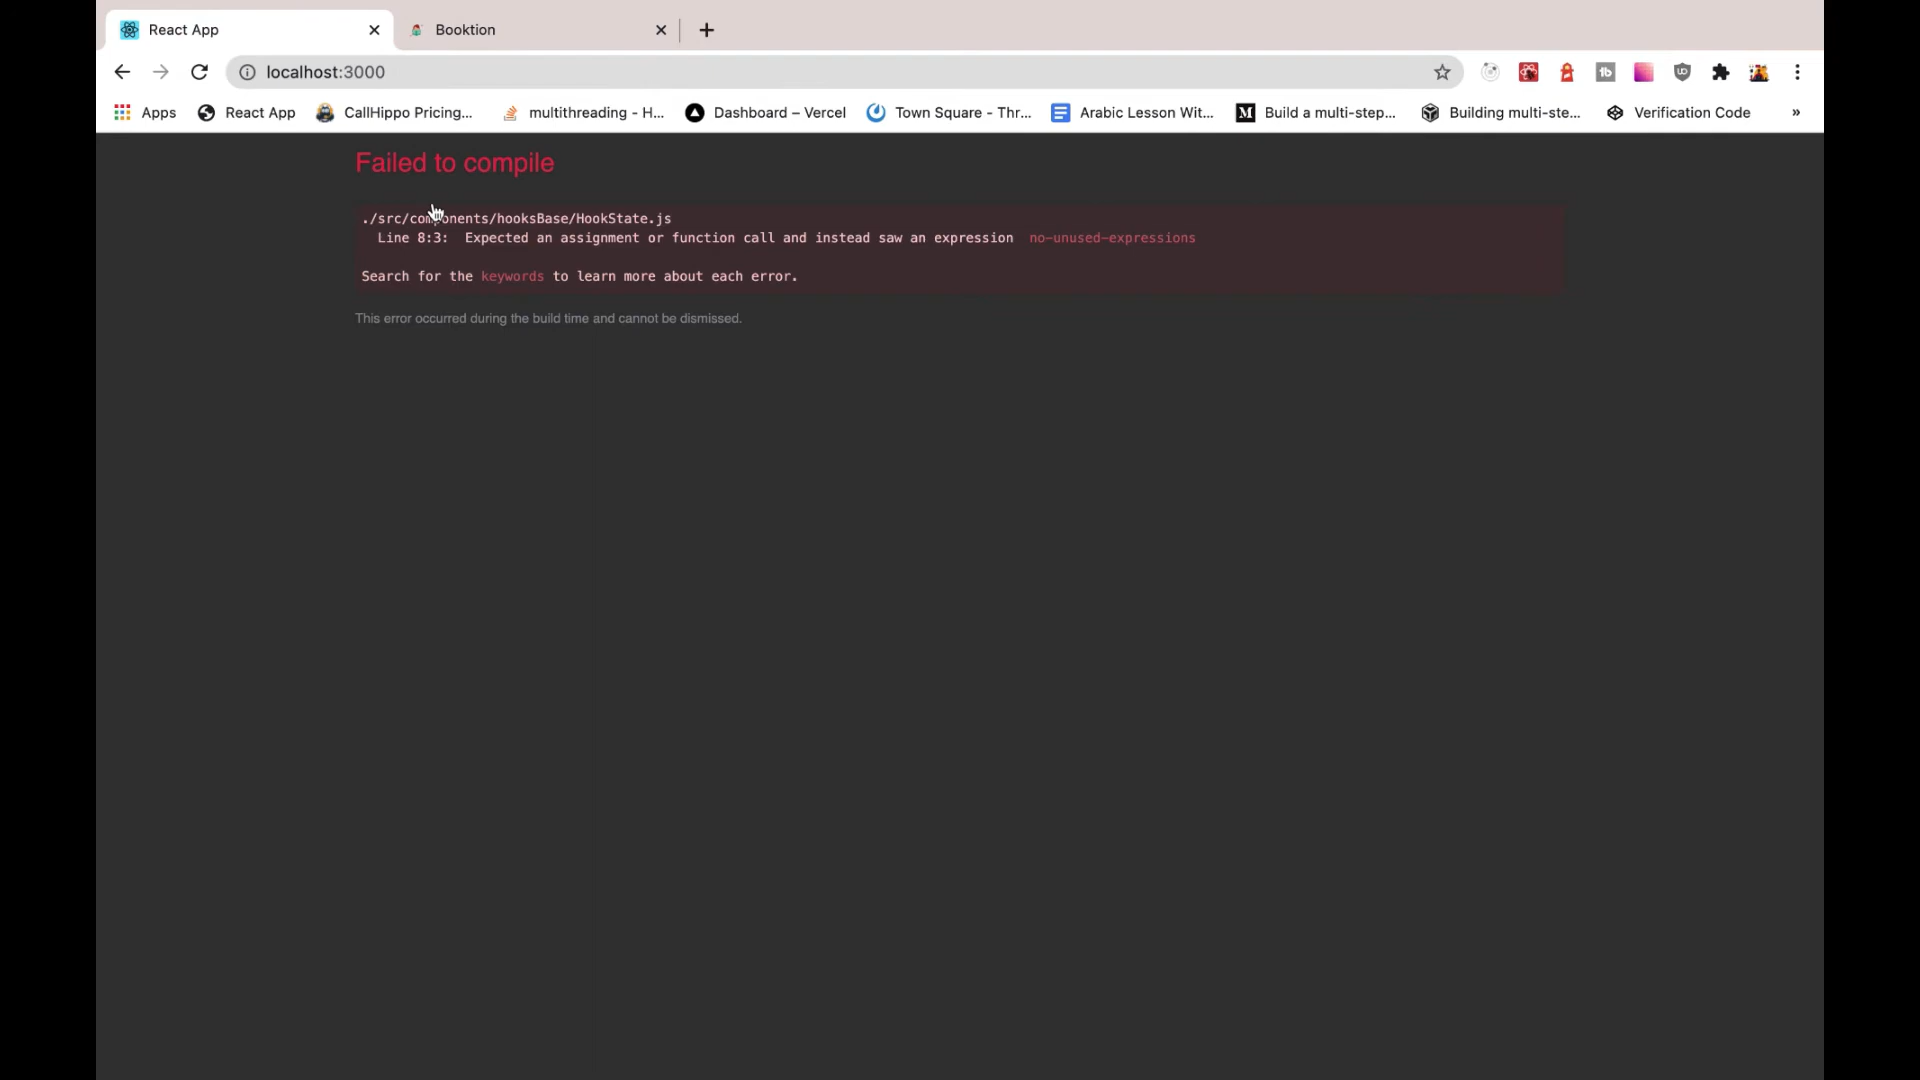 React App
Booktion
localhost:3000
Apps
React App
CallHippo Pricing...
multithreading - H...
Dashboard – Vercel
Town Square - Thr...
Arabic Lesson Wit...
Build a multi-step...
Building multi-ste...
Verification Code
»
Failed to compile
./src/components/hooksBase/HookState.js
Line 8:3: Expected an assignment or function call and instead saw an expression no-unused-expressions
Search for the keywords to learn more about each error.
This error occurred during the build time and cannot be dismissed.